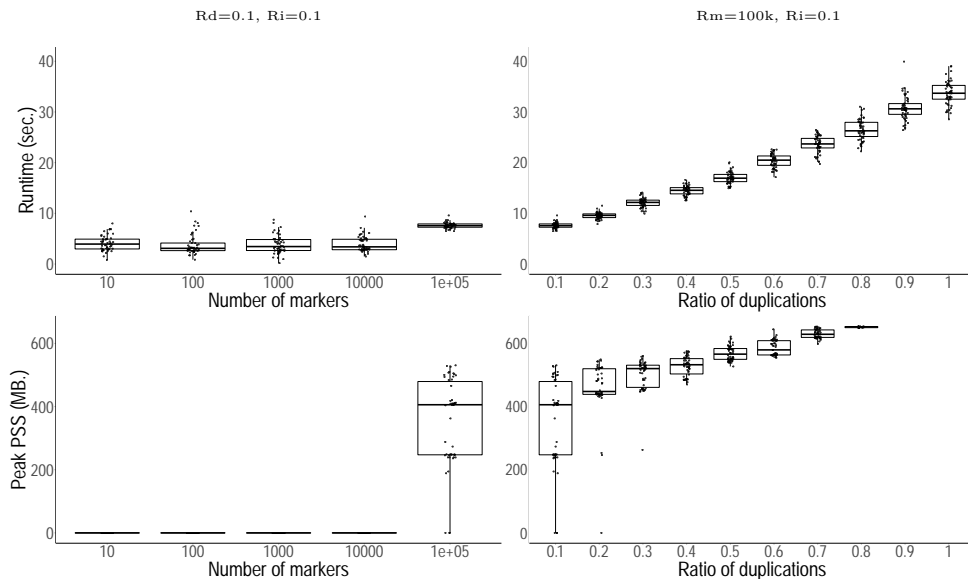 Rd=0.1, Ri=0.1
Rm=100k, Ri=0.1
40
30
20
10
0
Runtime (sec.)
10 100 1000 10000 1e+05
Number of markers
40
30
20
10
0
0.1 0.2 0.3 0.4 0.5 0.6 0.7 0.8 0.9 1
Ratio of duplications
600
400
200
0
Peak PSS (MB.)
10 100 1000 10000 1e+05
Number of markers
600
400
200
0
0.1 0.2 0.3 0.4 0.5 0.6 0.7 0.8 0.9 1
Ratio of duplications